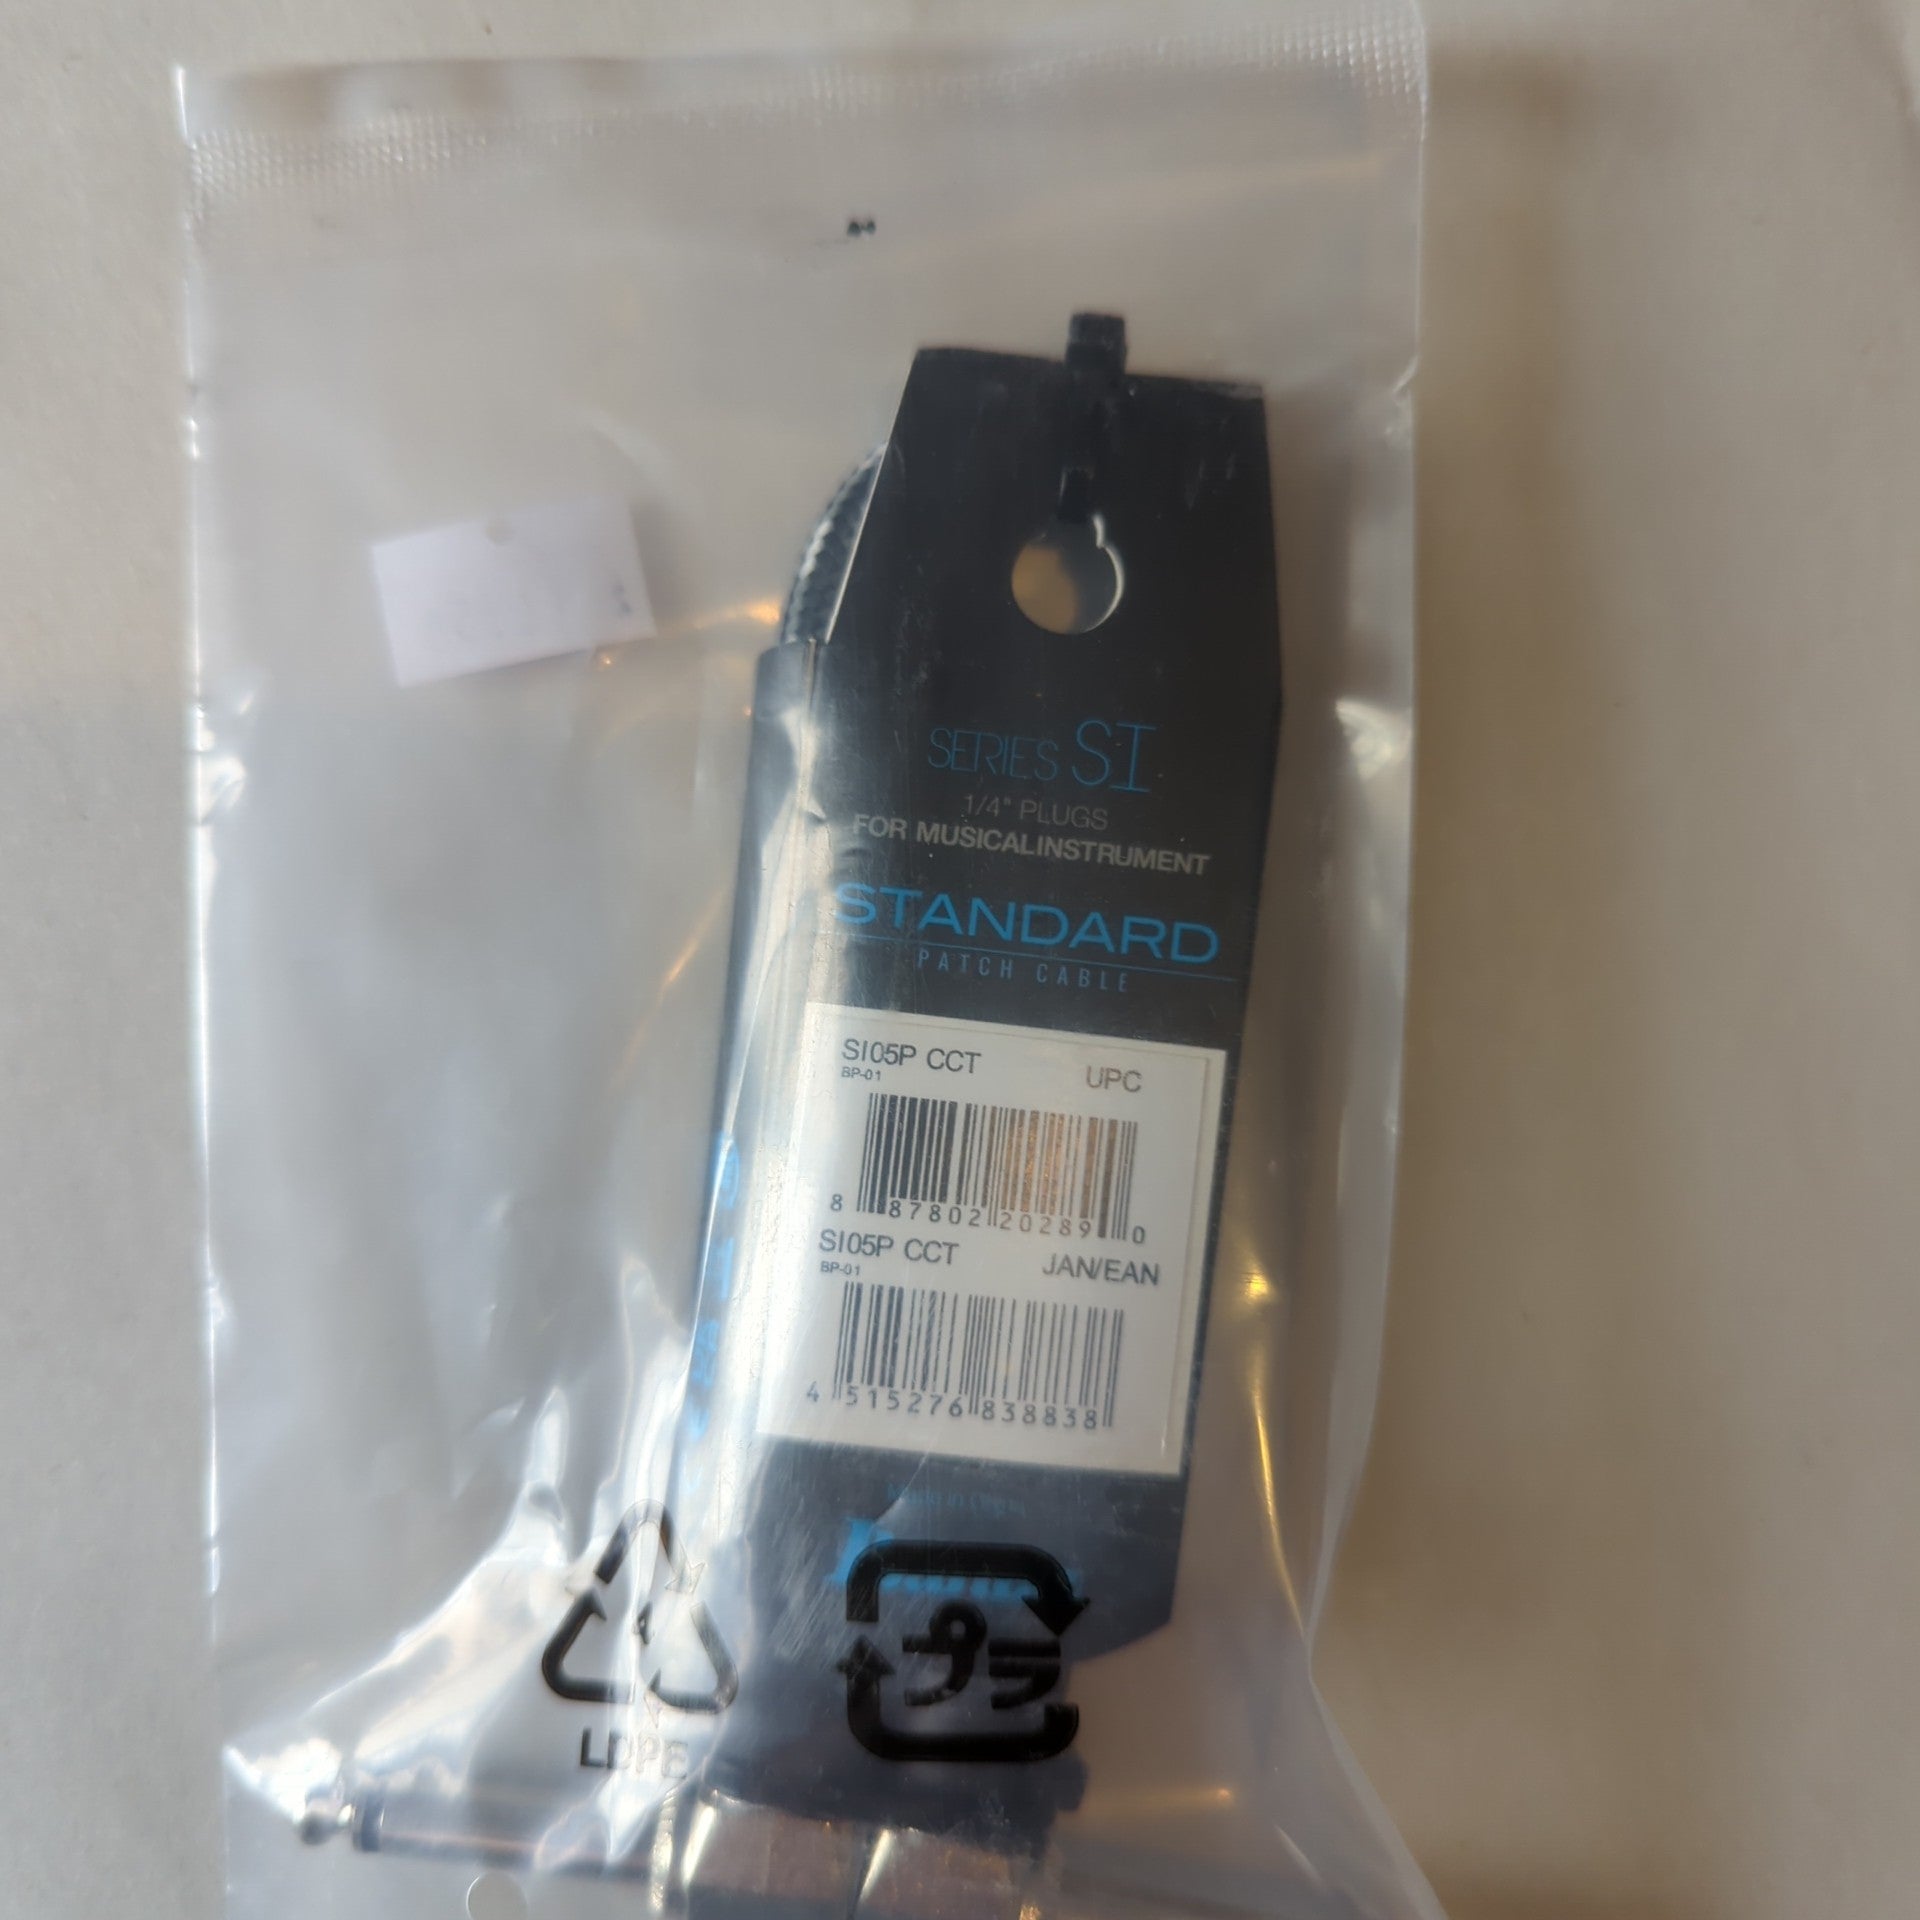 SERIES SI
1/4" PLUGS
FOR MUSICALINSTRUMENT
STANDARD
PATCH CABLE
SI05P CCT UPC
BP-01
8 87802 20289 0
SI05P CCT JAN/EAN
BP-01
4 515276 838838
4
LDPE
プラ